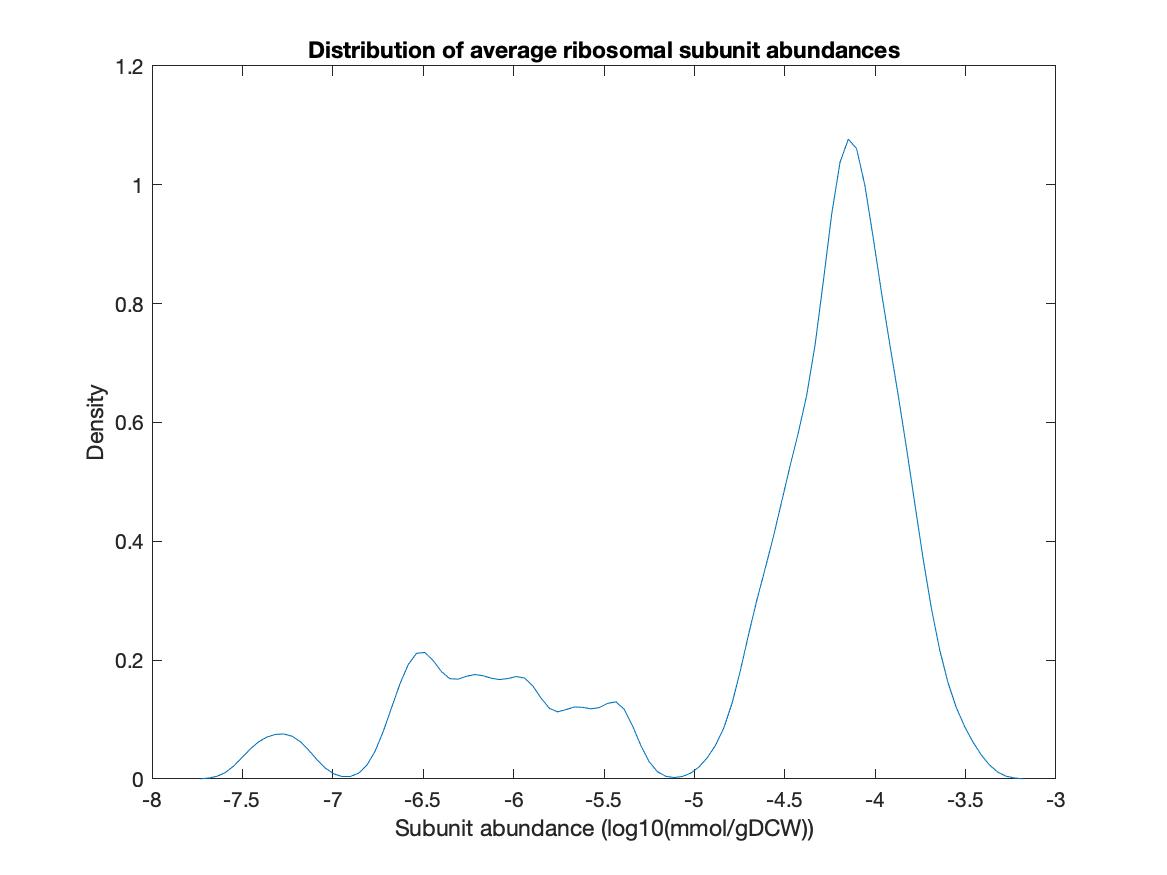 Distribution of average ribosomal subunit abundances
1.2
1
0.8
0.6
0.4
0.2
0
Density
-8 -7.5 -7 -6.5 -6 -5.5 -5 -4.5 -4 -3.5 -3
Subunit abundance (log10(mmol/gDCW))